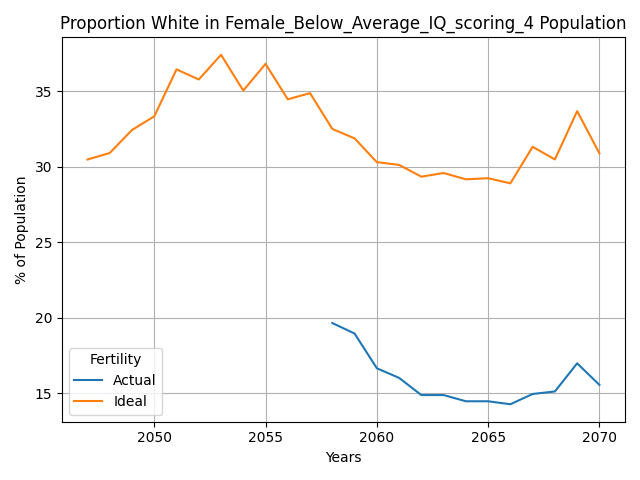 Proportion White in Female_Below_Average_IQ_scoring_4 Population
% of Population
35
30
25
20
15
Fertility
Actual
Ideal
2050
2055
2060
2065
2070
Years